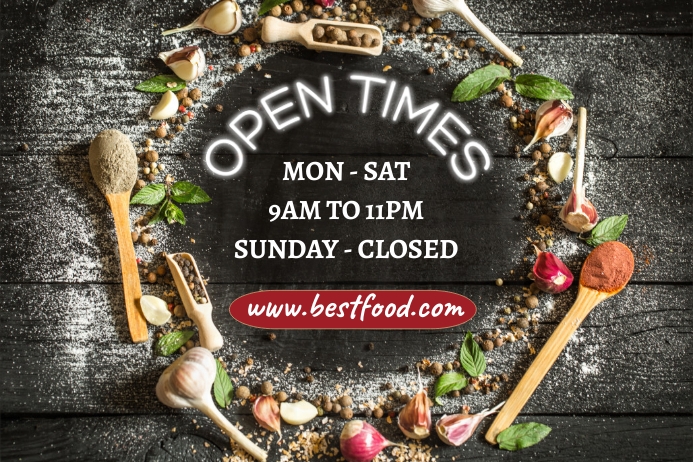 OPEN TIMES
MON - SAT
9AM TO 11PM
SUNDAY - CLOSED
www.bestfood.com